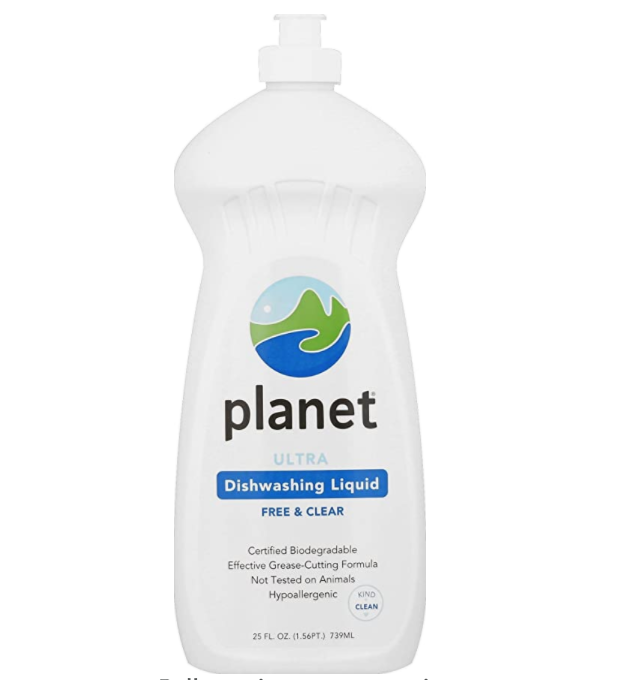 planet®
ULTRA
Dishwashing Liquid
FREE & CLEAR
Certified Biodegradable
Effective Grease-Cutting Formula
Not Tested on Animals
Hypoallergenic
KIND
CLEAN
25 FL. OZ. (1.56PT.) 739ML